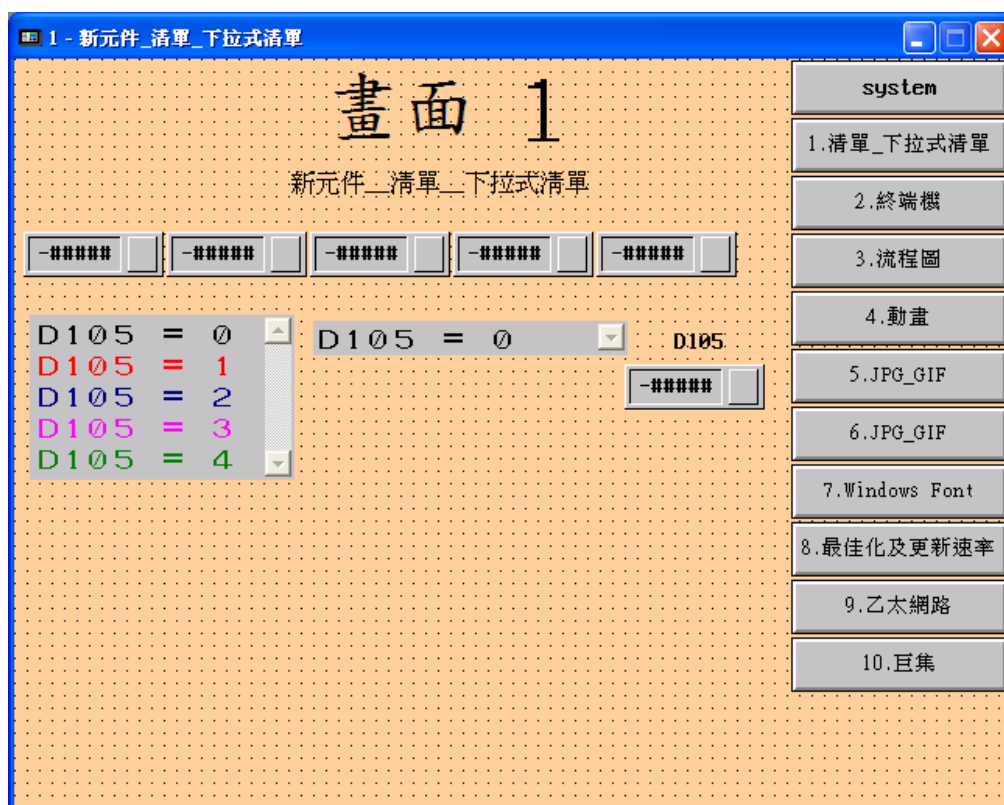 1 - 新元件_清單_下拉式清單
畫面 1
新元件__清單__下拉式清單
-##### -##### -##### -##### -#####
D105 = 0
D105 = 1
D105 = 2
D105 = 3
D105 = 4
D105 = 0
D105
-#####
system
1.清單_下拉式清單
2.終端機
3.流程圖
4.動畫
5.JPG_GIF
6.JPG_GIF
7.Windows Font
8.最佳化及更新速率
9.乙太網路
10.巨集